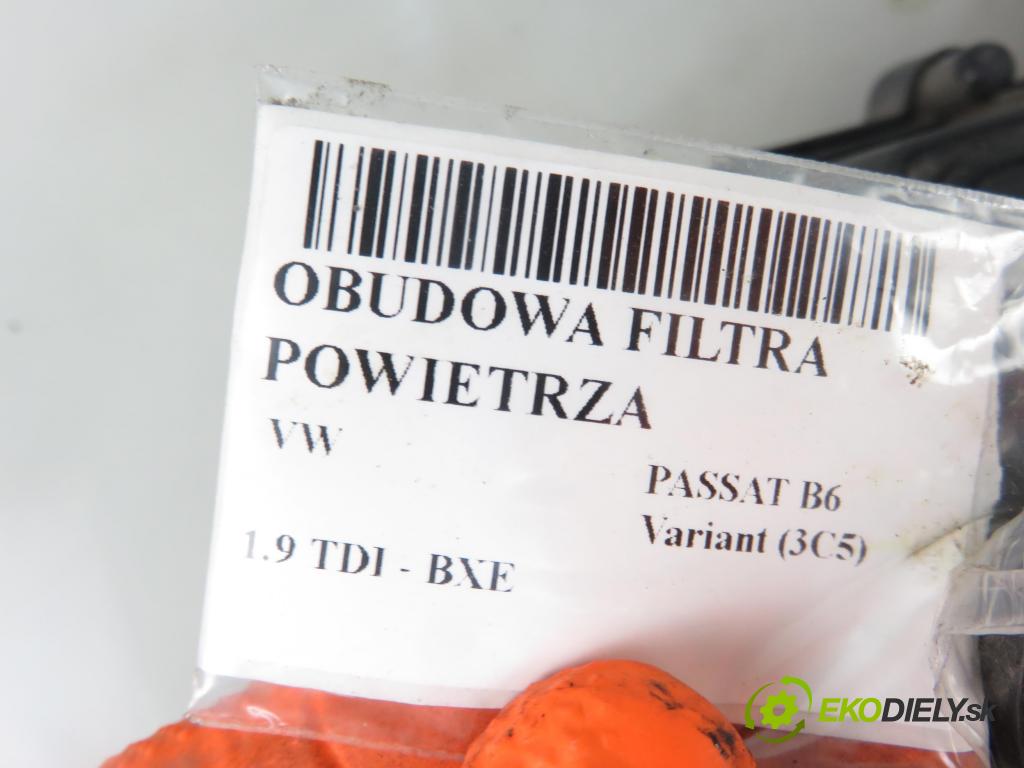 OBUDOWA FILTRA
POWIETRZA
VW
PASSAT B6
Variant (3C5)
1.9 TDI - BXE
EKODIELY.sk